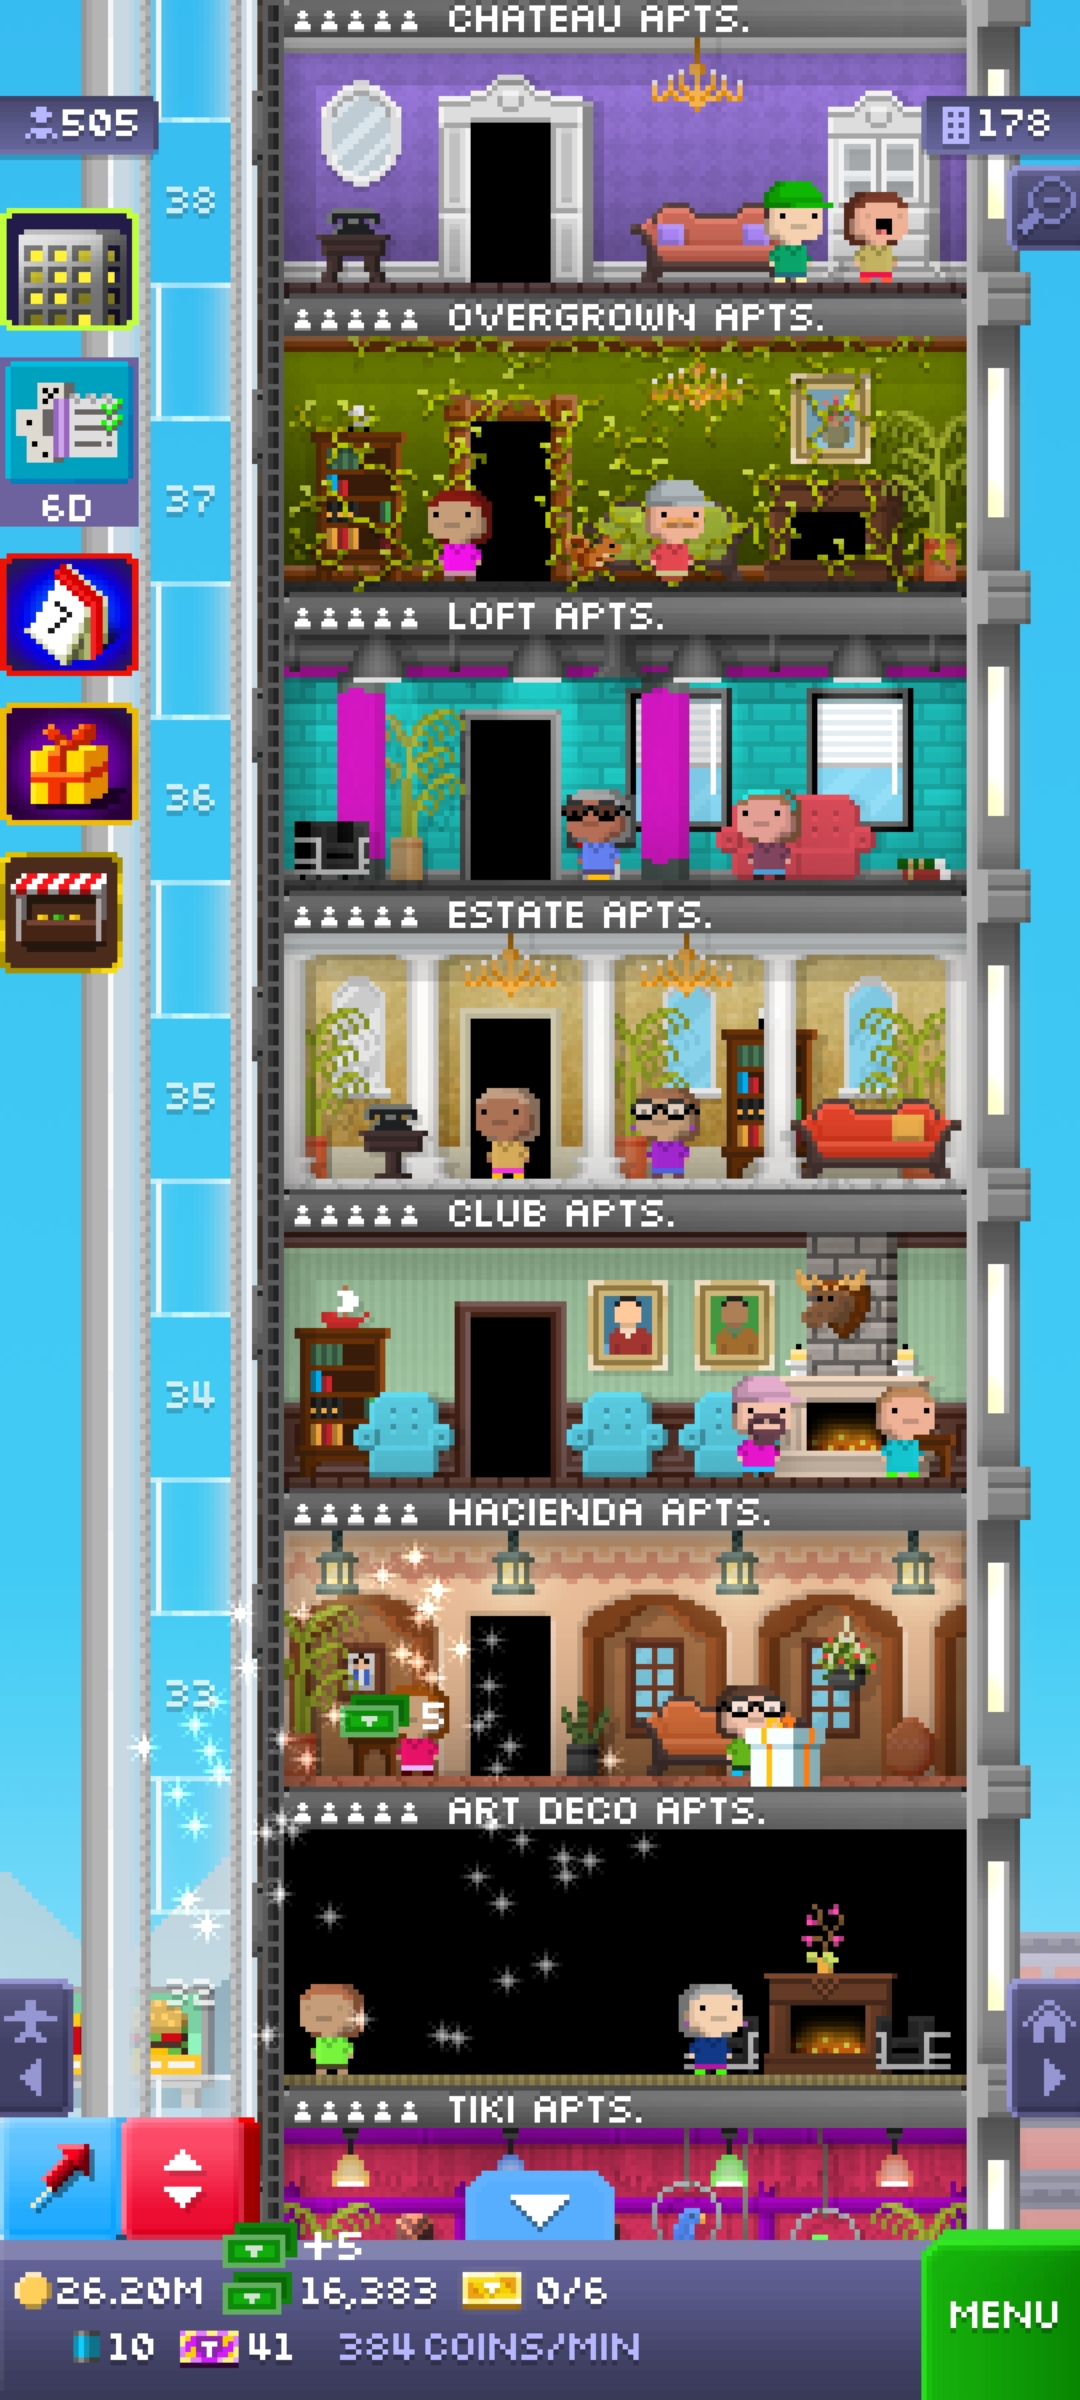 CHATEAU APTS.
505
178
38
OVERGROWN APTS.
6D
37
7
LOFT APTS.
36
ESTATE APTS.
35
CLUB APTS.
34
HACIENDA APTS.
33
5
ART DECO APTS.
32
TIKI APTS.
+5
26.20M 16,383 0/6
MENU
10 T 41 384 COINS/MIN